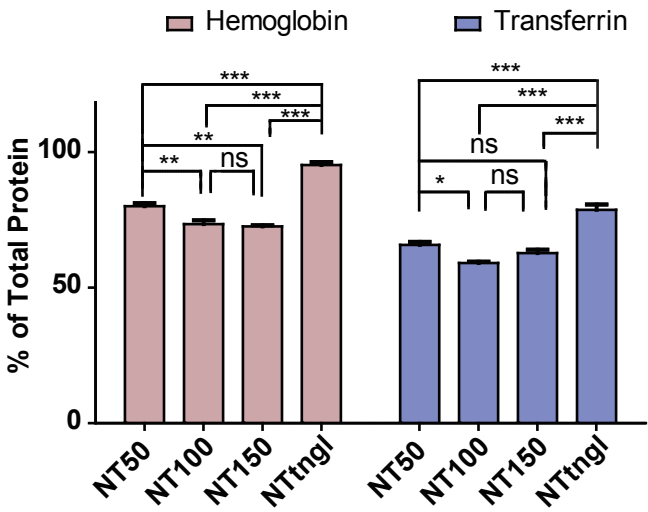 Hemoglobin Transferrin
*** ***
*** ***
*** ***
** ns
** ns * ns
100
50
0
% of Total Protein
NT50 NT100 NT150 NTtngl NT50 NT100 NT150 NTtngl